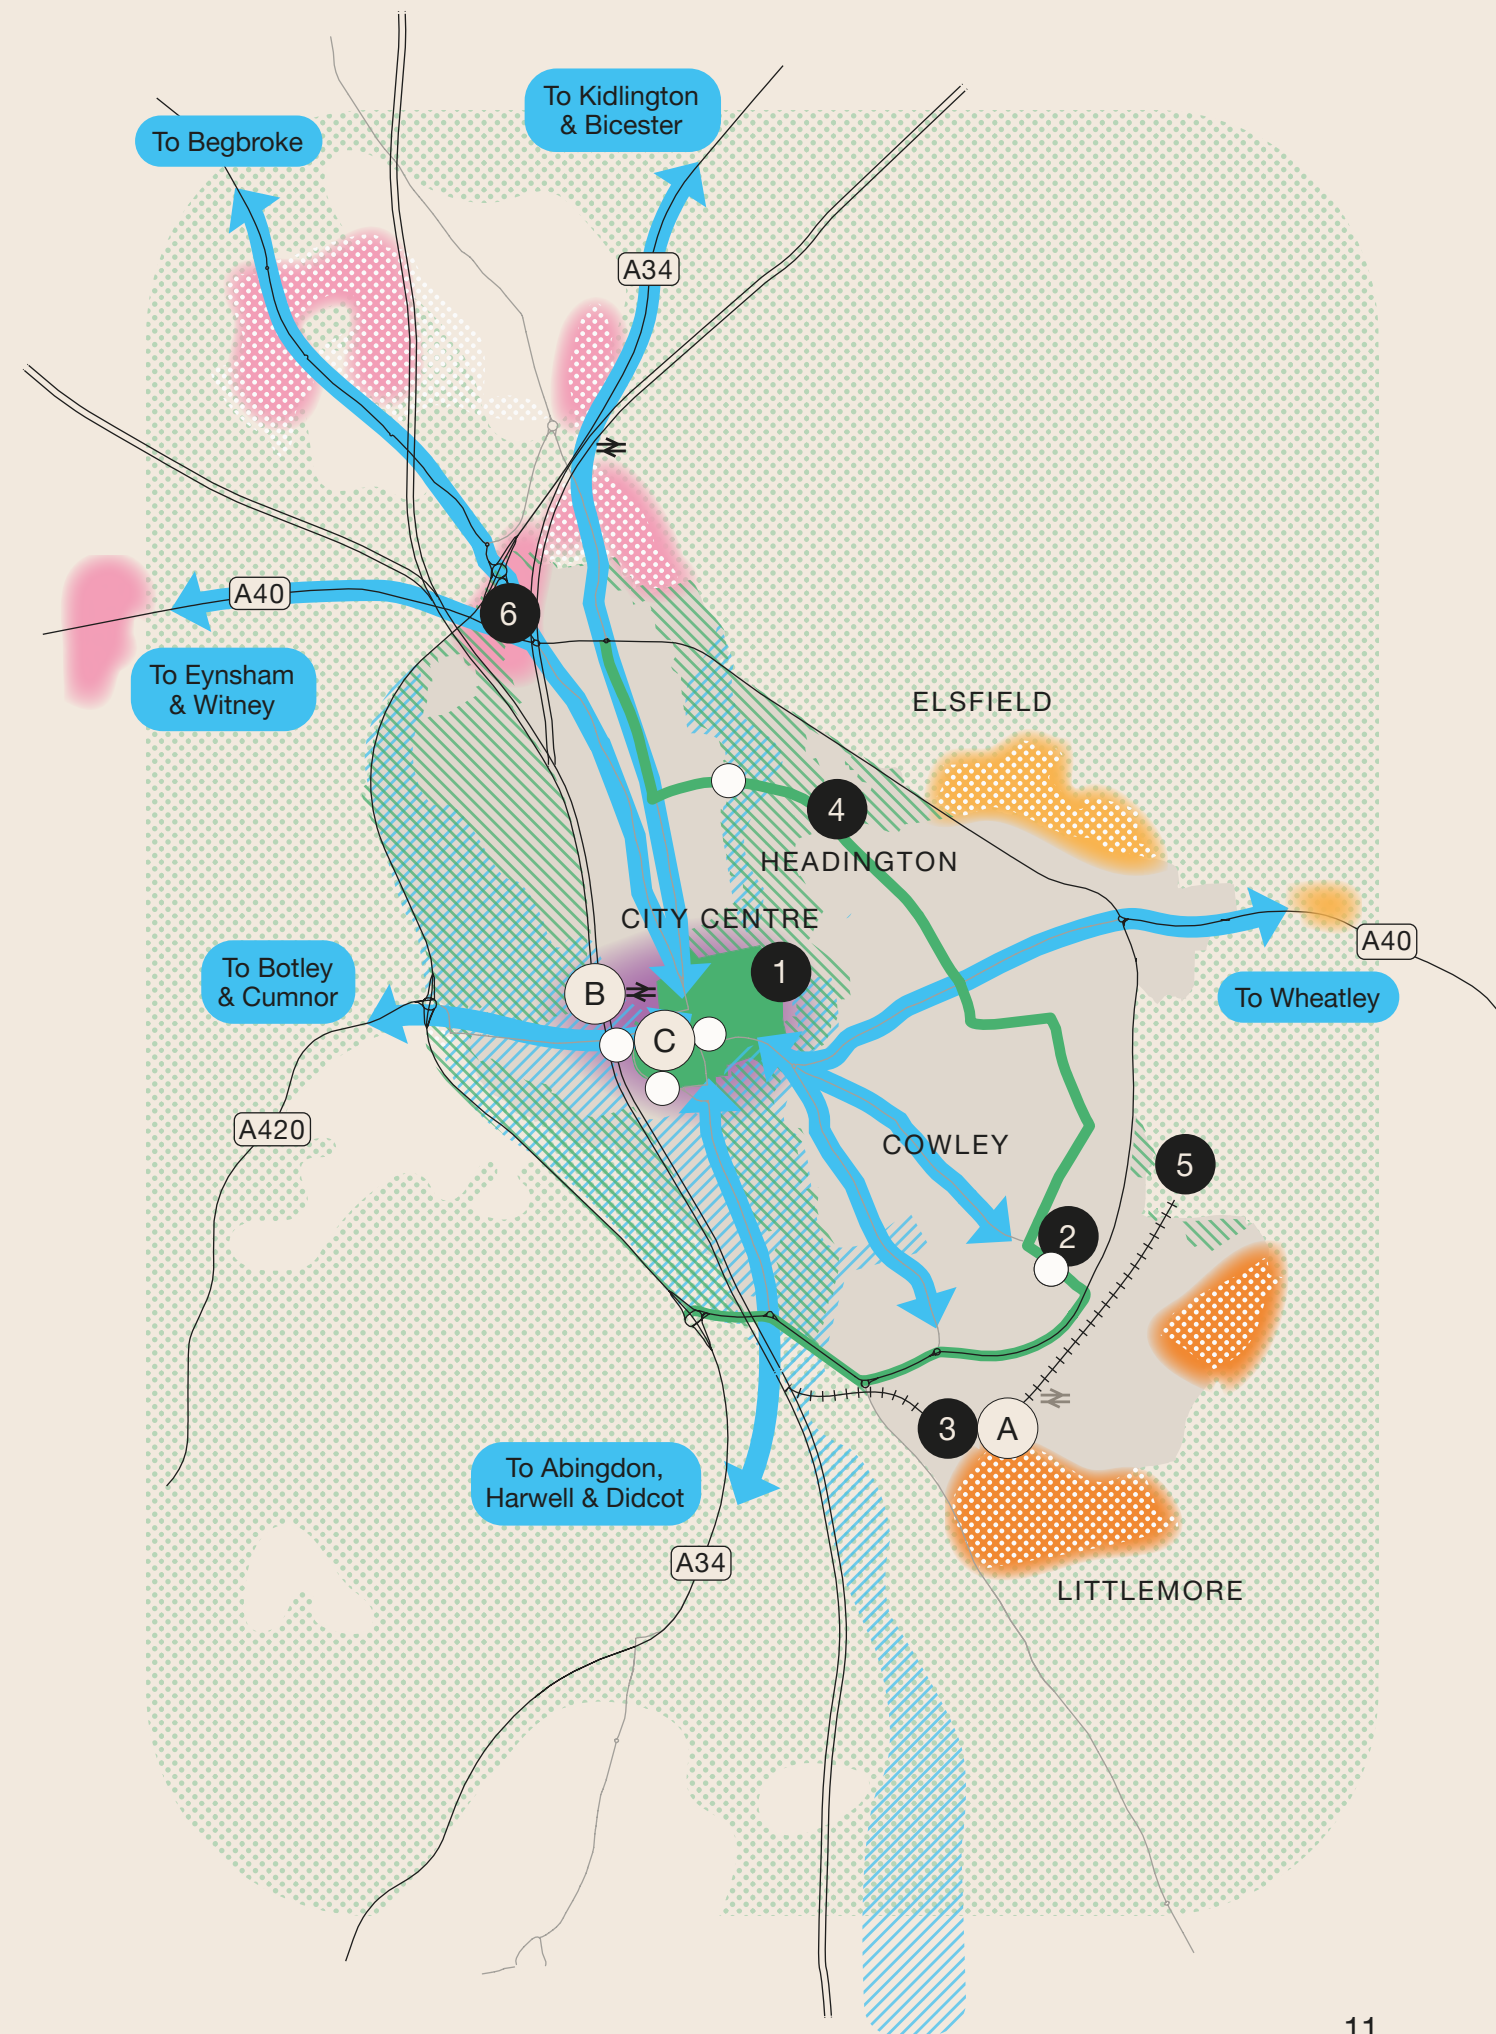 To Kidlington
& Bicester
To Begbroke
A34
A40
6
To Eynsham
& Witney
ELSFIELD
4
HEADINGTON
CITY CENTRE
A40
To Botley
& Cumnor
1
B
To Wheatley
C
A420
COWLEY
5
2
3
A
To Abingdon,
Harwell & Didcot
A34
LITTLEMORE
11